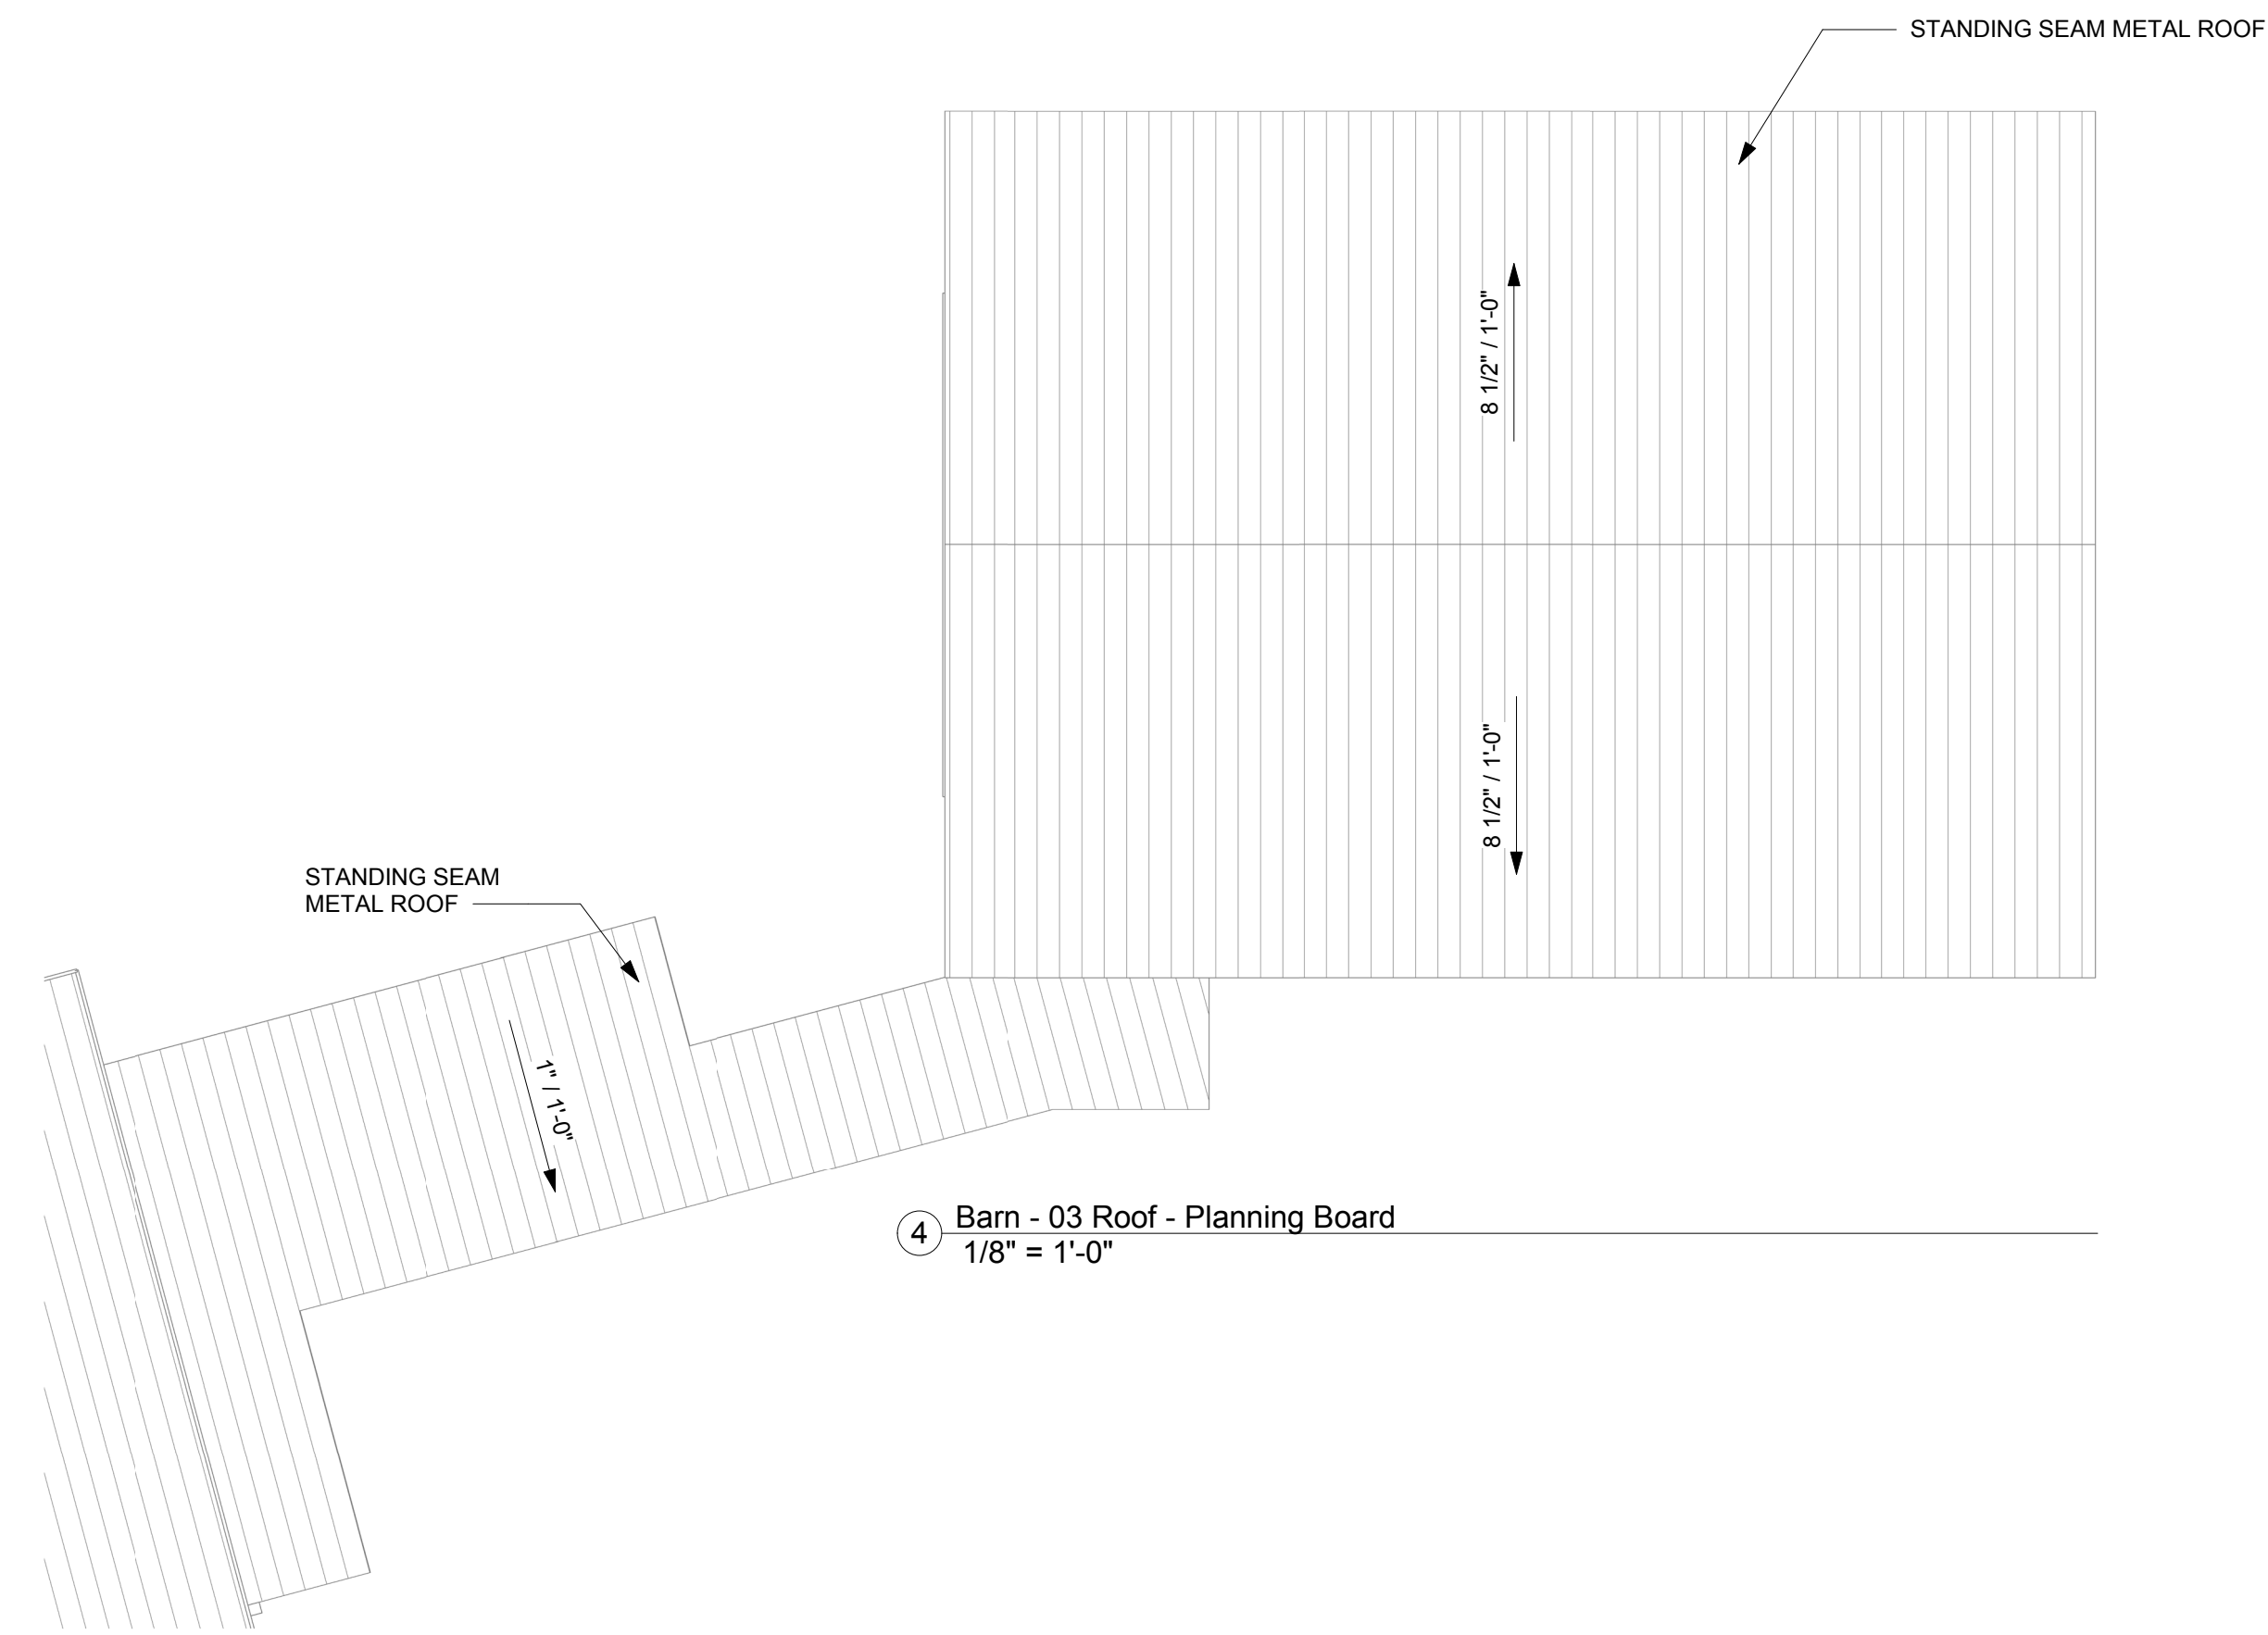 STANDING SEAM METAL ROOF
8 1/2" / 1'-0"
8 1/2" / 1'-0"
STANDING SEAM
METAL ROOF
1" / 1'-0"
4 Barn - 03 Roof - Planning Board
1/8" = 1'-0"